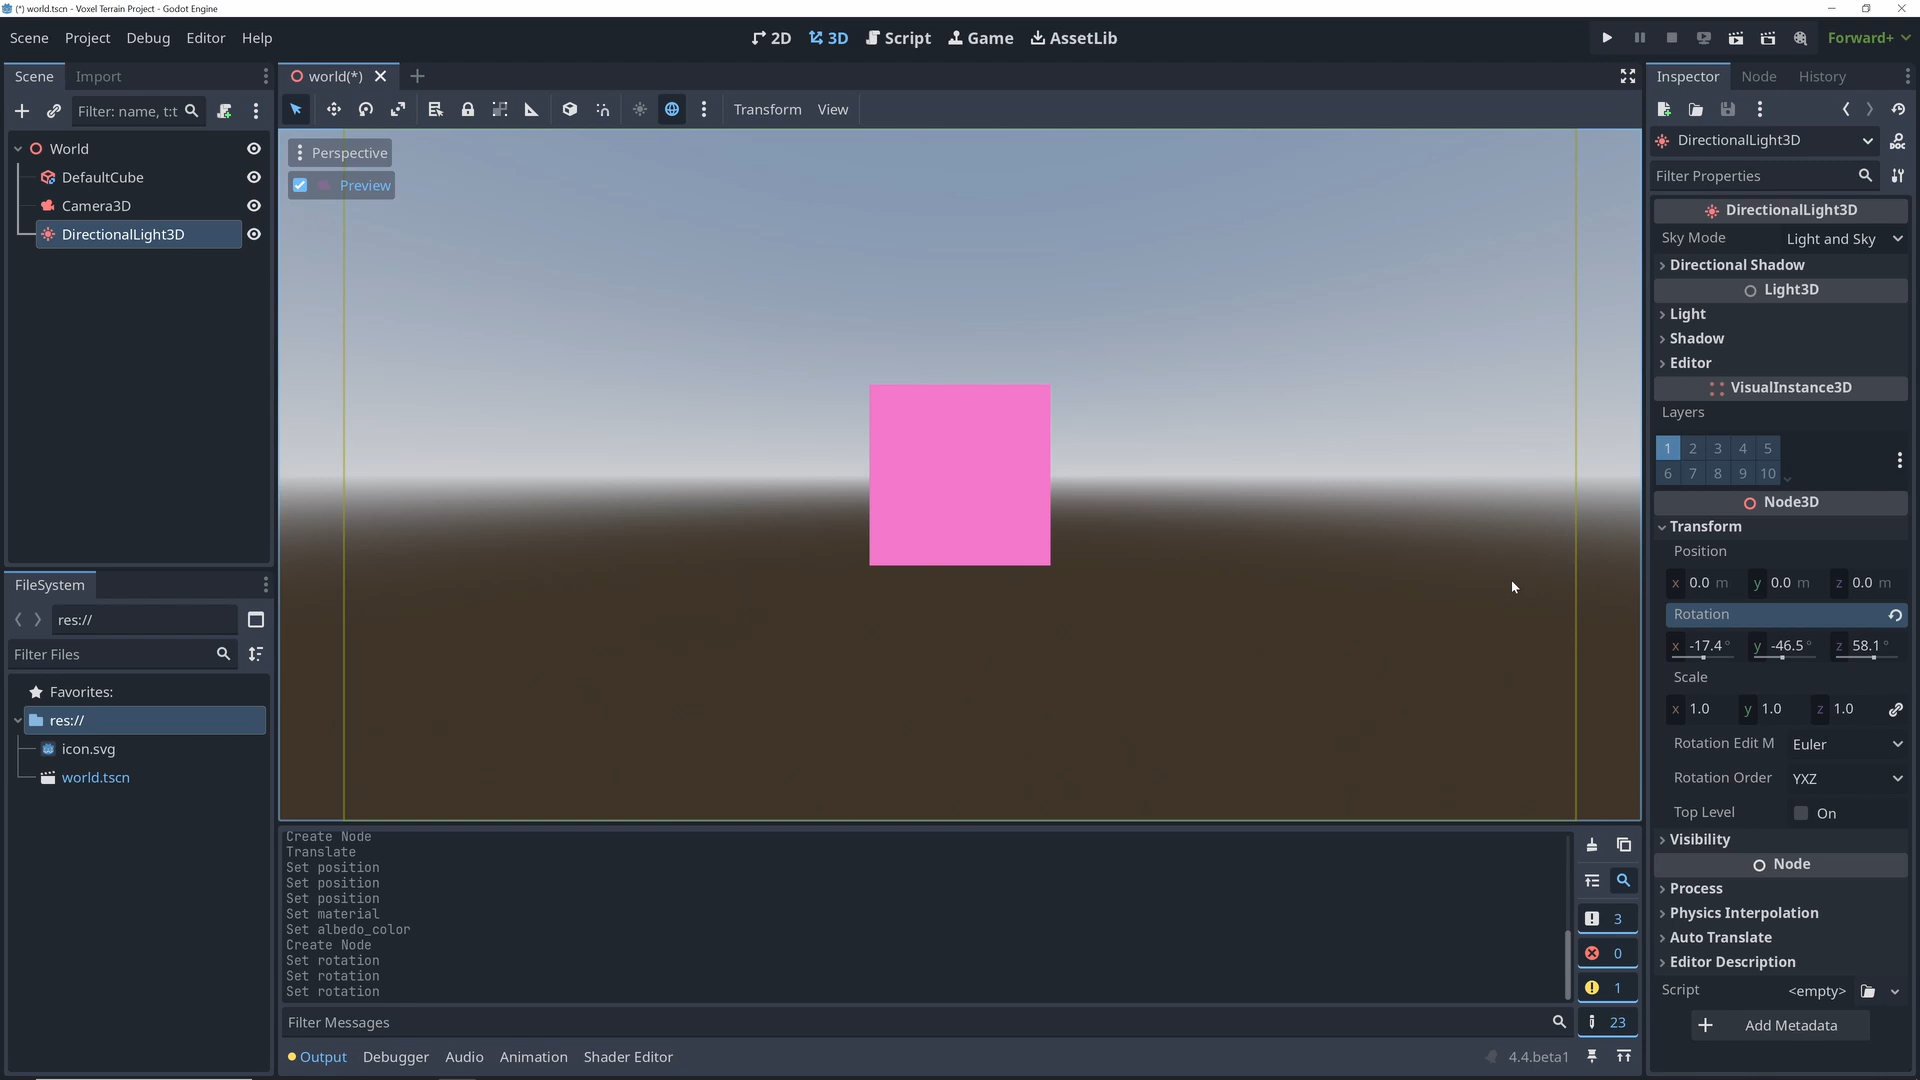 (*) world.tscn - Voxel Terrain Project - Godot Engine
Scene Project Debug Editor Help
2D 3D Script Game AssetLib
Forward+
Scene Import
world(*)
Inspector Node History
Filter: name, t:t
Transform View
DirectionalLight3D
DOC
World
DefaultCube
Camera3D
DirectionalLight3D
Perspective
Preview
Filter Properties
DirectionalLight3D
Sky Mode Light and Sky
Directional Shadow
Light3D
Light
Shadow
Editor
VisualInstance3D
Layers
1 2 3 4 5
6 7 8 9 10
Node3D
Transform
Position
x 0.0 m y 0.0 m z 0.0 m
Rotation
x -17.4 ° y -46.5 ° z 58.1 °
Scale
x 1.0 y 1.0 z 1.0
Rotation Edit M Euler
Rotation Order YXZ
Top Level On
Visibility
Node
Process
Physics Interpolation
Auto Translate
Editor Description
Script <empty>
Add Metadata
FileSystem
res://
Filter Files
Favorites:
res://
icon.svg
world.tscn
Create Node
Translate
Set position
Set position
Set position
Set material
Set albedo_color
Create Node
Set rotation
Set rotation
Set rotation
3
0
1
23
Filter Messages
Output Debugger Audio Animation Shader Editor
4.4.beta1